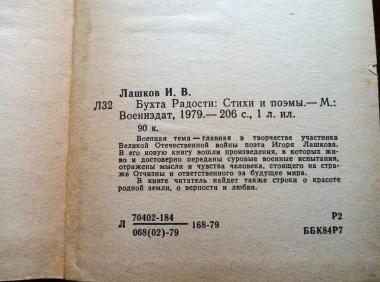 Лашков И. В.
Л32 Бухта Радости: Стихи и поэмы.— М.:
Воениздат, 1979.— 206 с., 1 л. ил.
90 к.
Военная тема — главная в творчестве участника
Великой Отечественной войны поэта Игоря Лашкова.
В его новую книгу вошли произведения, в которых жи-
во и достоверно переданы суровые военные испытания,
отражены мысли и чувства человека, стоящего на стра-
же Отчизны и ответственного за будущее мира.
В книге читатель найдет также строки о красоте
родной земли, о верности и любви.
70402-184
Л 168-79 Р2
068(02)-79 ББК84Р7